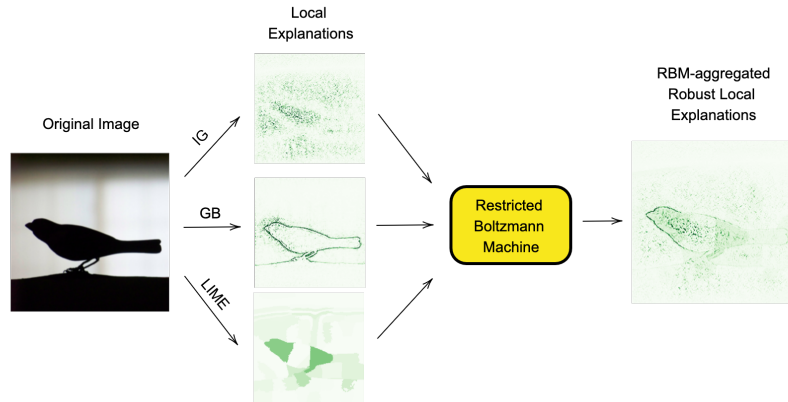 Local
Explanations
RBM-aggregated
Robust Local
Explanations
Original Image
IG
GB
LIME
Restricted
Boltzmann
Machine